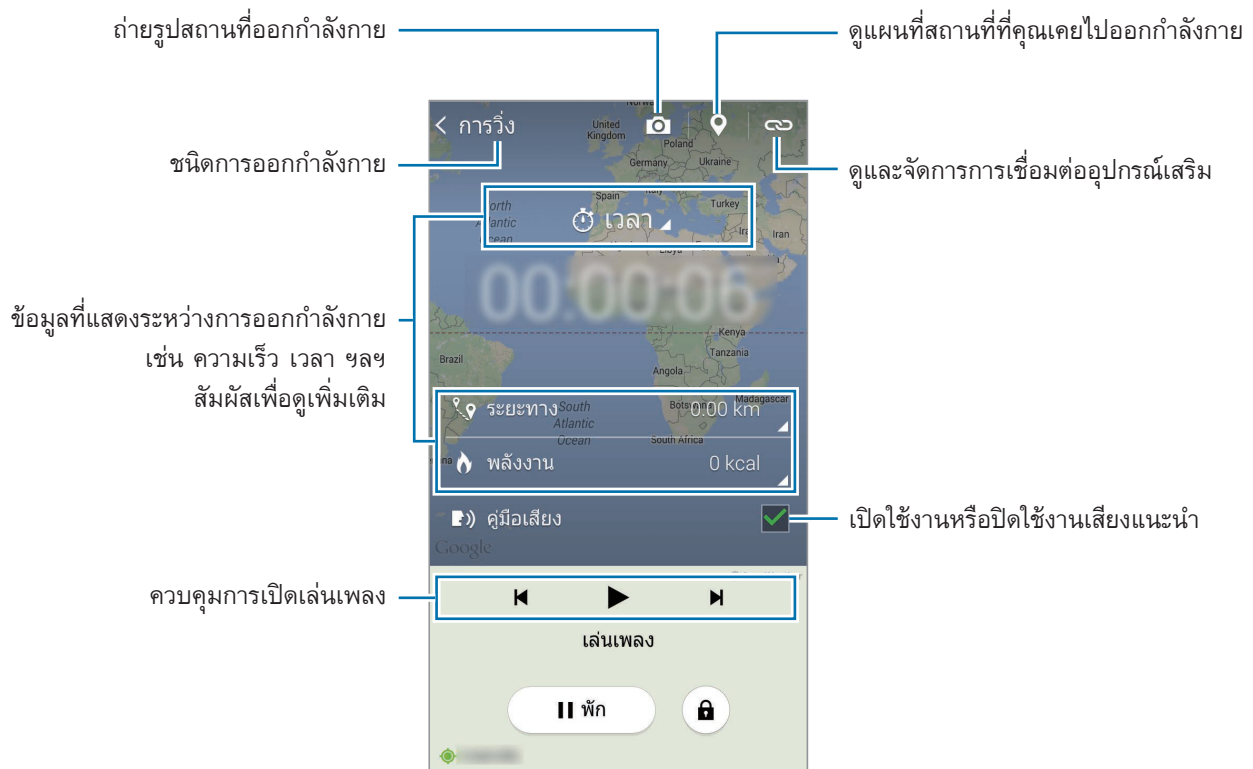 ถ่ายรูปสถานที่ออกกำลังกาย
ดูแผนที่สถานที่ที่คุณเคยไปออกกำลังกาย
การวิ่ง
United
Kingdom
Poland
Germany
Ukraine
ชนิดการออกกำลังกาย
ดูและจัดการการเชื่อมต่ออุปกรณ์เสริม
Spain
Italy
Turkey
เวลา
Iran
Libya
00:00:06
ข้อมูลที่แสดงระหว่างการออกกำลังกาย
เช่น ความเร็ว เวลา ฯลฯ
สัมผัสเพื่อดูเพิ่มเติม
Kenya
Tanzania
Brazil
Angola
Madagascar
ระยะทาง
0.00 km
South
Atlantic
Ocean
Botswana
South Africa
พลังงาน
0 kcal
คู่มือเสียง
เปิดใช้งานหรือปิดใช้งานเสียงแนะนำ
Google
ควบคุมการเปิดเล่นเพลง
เล่นเพลง
พัก